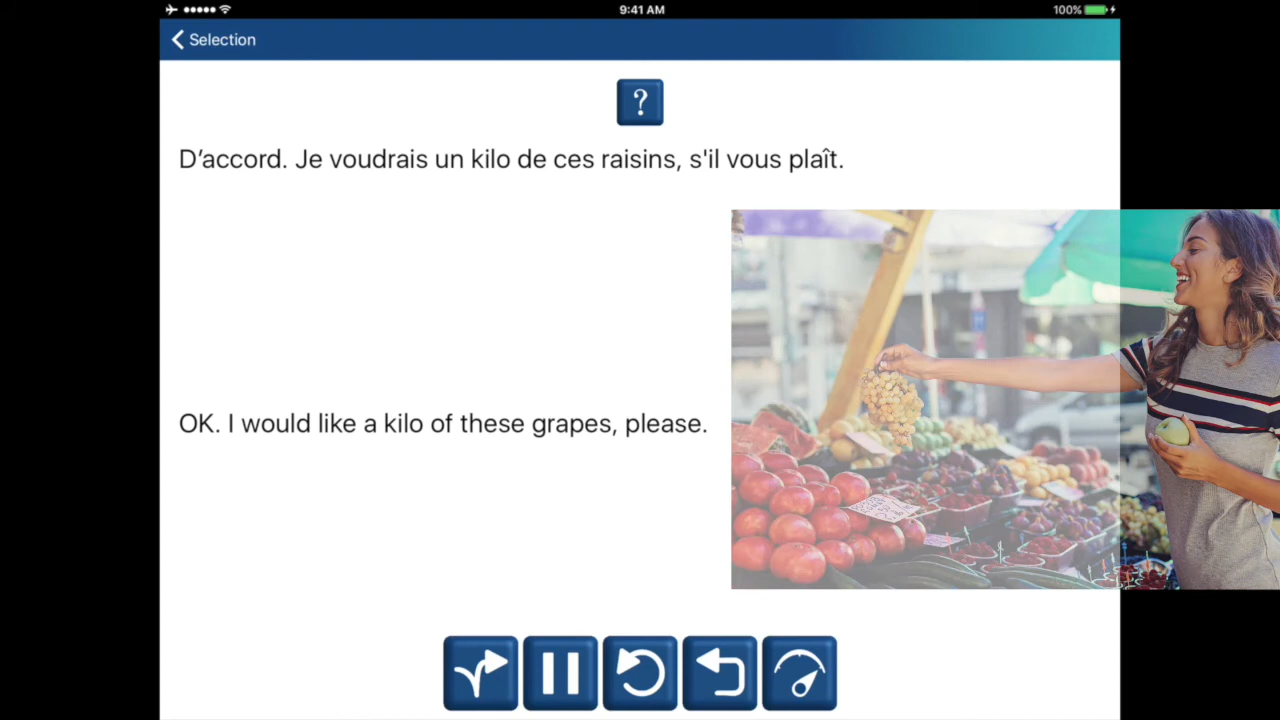 9:41 AM
100%
Selection
?
D’accord. Je voudrais un kilo de ces raisins, s'il vous plaît.
OK. I would like a kilo of these grapes, please.